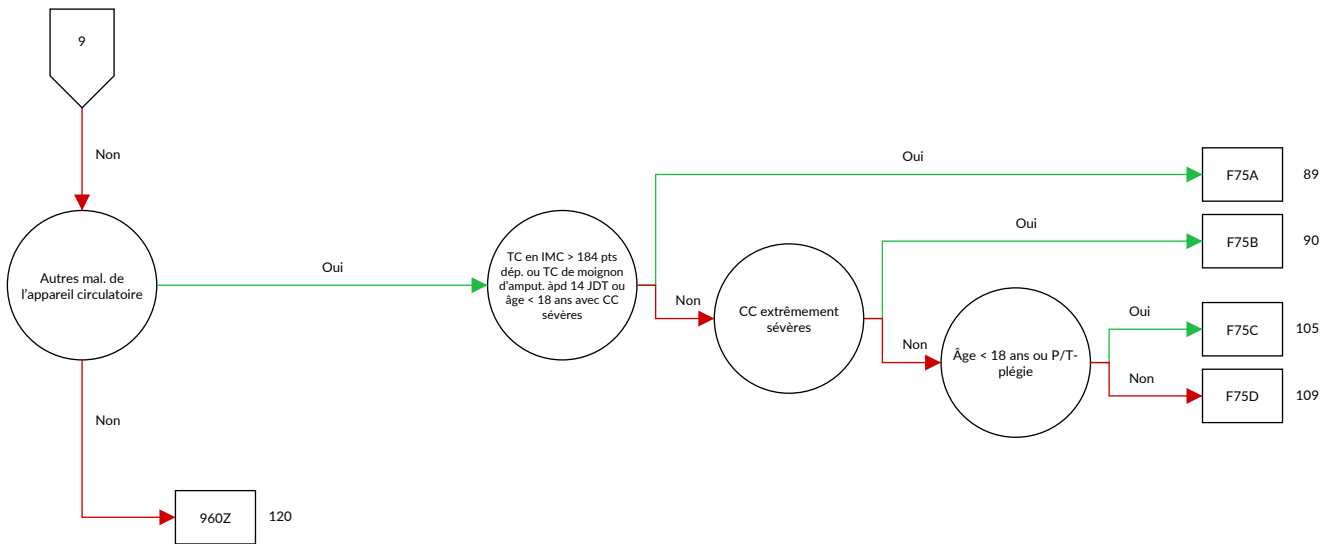 9
Non
Autres mal. de
l'appareil circulatoire
Oui
TC en IMC > 184 pts
dép. ou TC de moignon
d'amput. àpd 14 JDT ou
âge < 18 ans avec CC
sévères
Oui
F75A
89
Non
CC extrêmement
sévères
Oui
F75B
90
Non
Âge < 18 ans ou P/T-
plégie
Oui
F75C
105
Non
F75D
109
Non
960Z
120